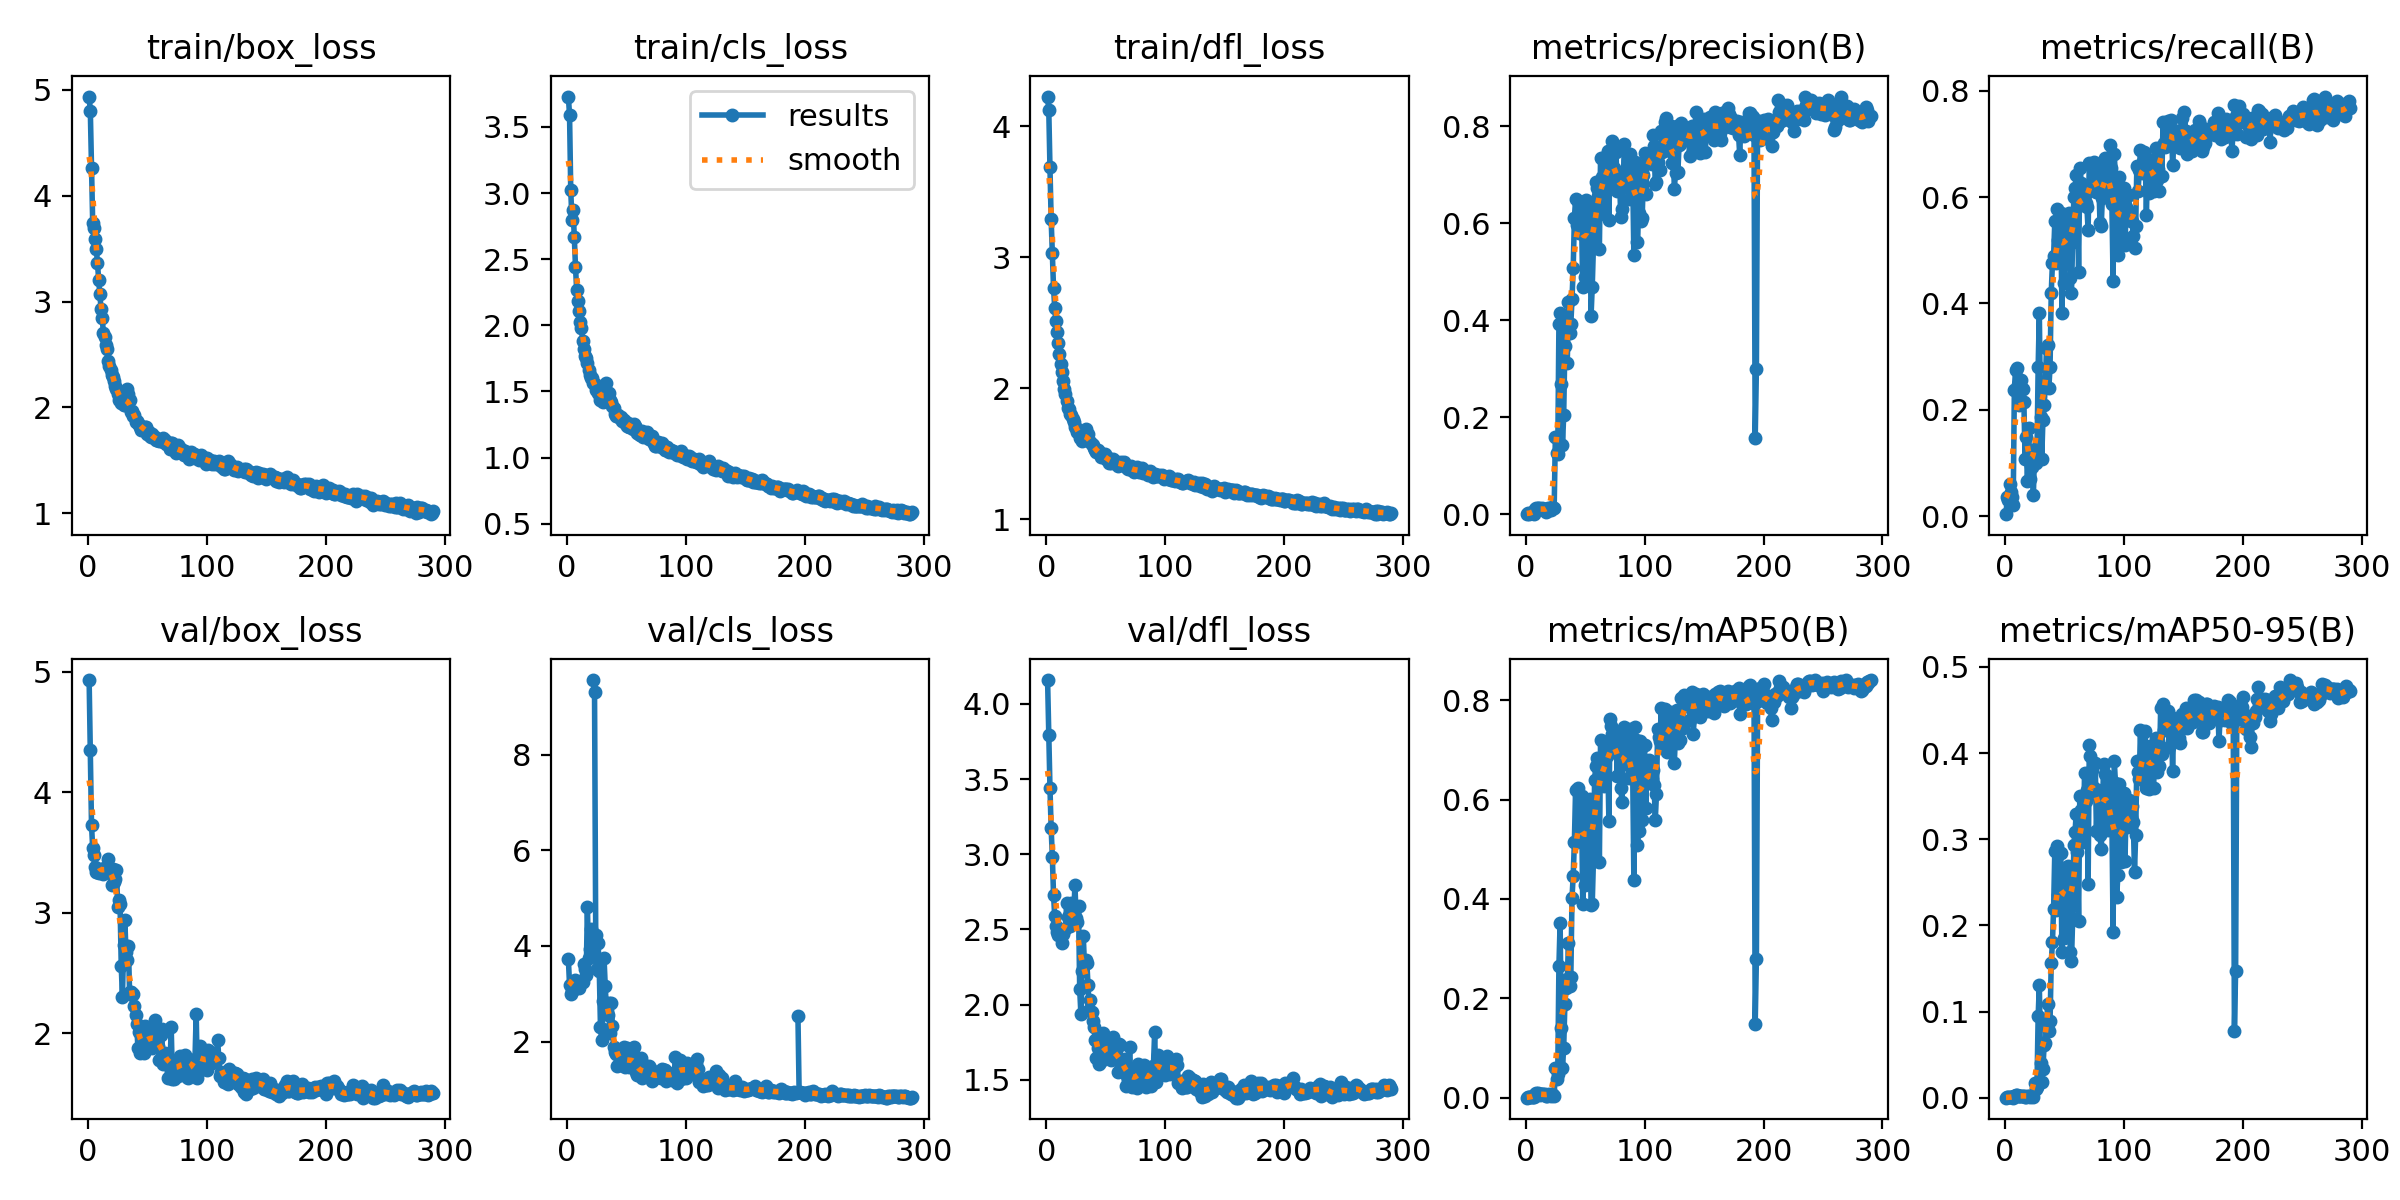 train/box_loss
5
4
3
2
1
0 100 200 300
train/cls_loss
results
smooth
3.5
3.0
2.5
2.0
1.5
1.0
0.5
0 100 200 300
train/dfl_loss
4
3
2
1
0 100 200 300
metrics/precision(B)
0.8
0.6
0.4
0.2
0.0
0 100 200 300
metrics/recall(B)
0.8
0.6
0.4
0.2
0.0
0 100 200 300
val/box_loss
5
4
3
2
0 100 200 300
val/cls_loss
8
6
4
2
0 100 200 300
val/dfl_loss
4.0
3.5
3.0
2.5
2.0
1.5
0 100 200 300
metrics/mAP50(B)
0.8
0.6
0.4
0.2
0.0
0 100 200 300
metrics/mAP50-95(B)
0.5
0.4
0.3
0.2
0.1
0.0
0 100 200 300